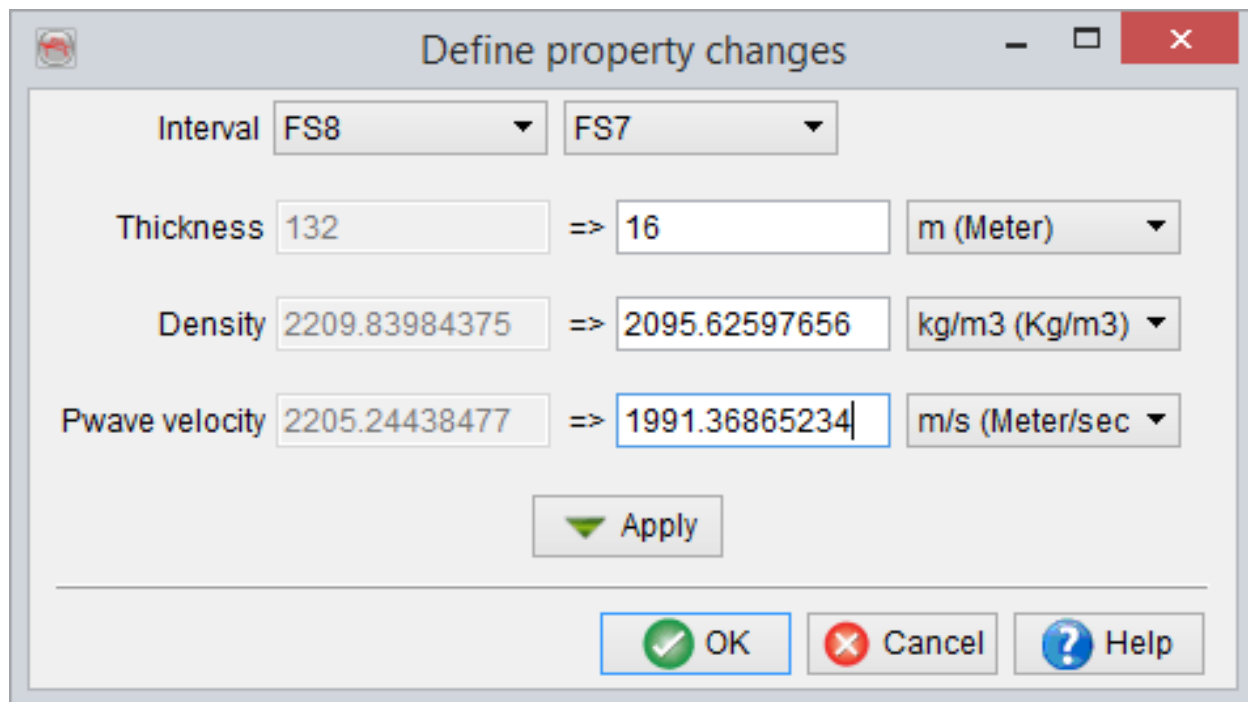 Define property changes
Interval FS8 FS7
Thickness 132 => 16 m (Meter)
Density 2209.83984375 => 2095.62597656 kg/m3 (Kg/m3)
Pwave velocity 2205.24438477 => 1991.36865234 m/s (Meter/sec
Apply
OK Cancel Help